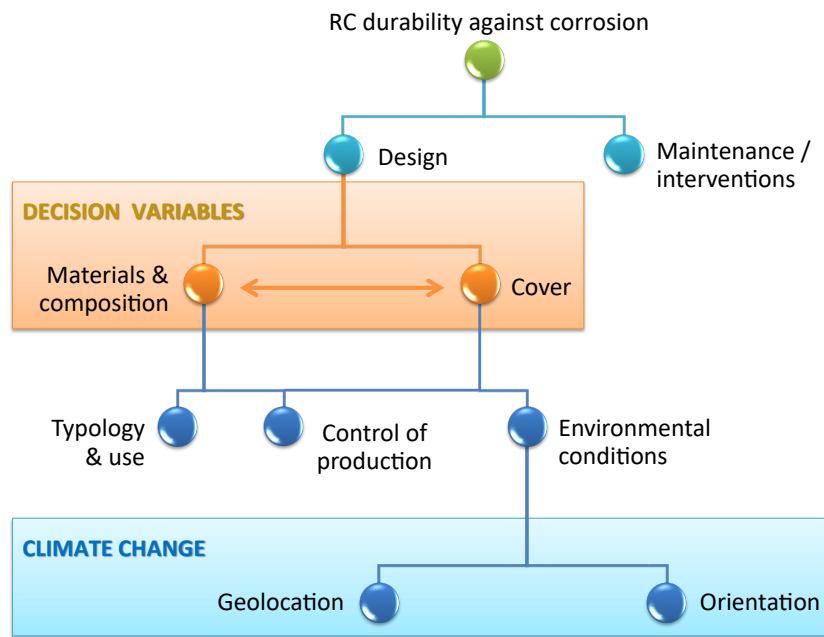 RC durability against corrosion
Design
Maintenance /
interventions
DECISION VARIABLES
Materials &
composition
Cover
Typology
& use
Control of
production
Environmental
conditions
CLIMATE CHANGE
Geolocation
Orientation